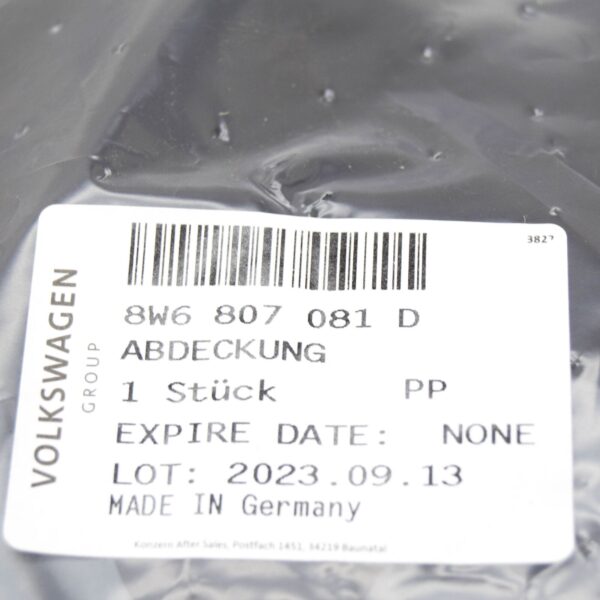 3827
8W6 807 081 D
ABDECKUNG
1 Stück PP
EXPIRE DATE: NONE
LOT: 2023.09.13
MADE IN Germany
Konzern After Sales, Postfach 1451, 34219 Baunatal
VOLKSWAGEN
GROUP